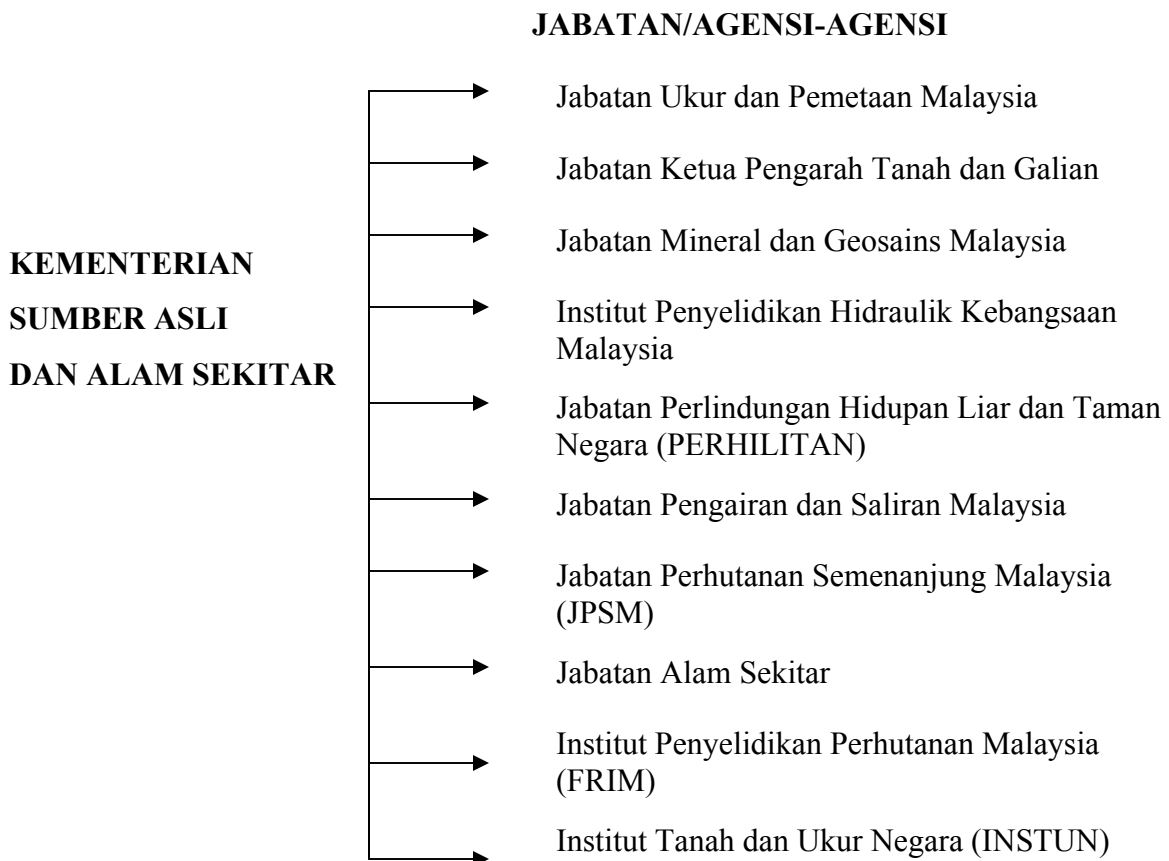 JABATAN/AGENSI-AGENSI
KEMENTERIAN
SUMBER ASLI
DAN ALAM SEKITAR
Jabatan Ukur dan Pemetaan Malaysia
Jabatan Ketua Pengarah Tanah dan Galian
Jabatan Mineral dan Geosains Malaysia
Institut Penyelidikan Hidraulik Kebangsaan
Malaysia
Jabatan Perlindungan Hidupan Liar dan Taman
Negara (PERHILITAN)
Jabatan Pengairan dan Saliran Malaysia
Jabatan Perhutanan Semenanjung Malaysia
(JPSM)
Jabatan Alam Sekitar
Institut Penyelidikan Perhutanan Malaysia
(FRIM)
Institut Tanah dan Ukur Negara (INSTUN)